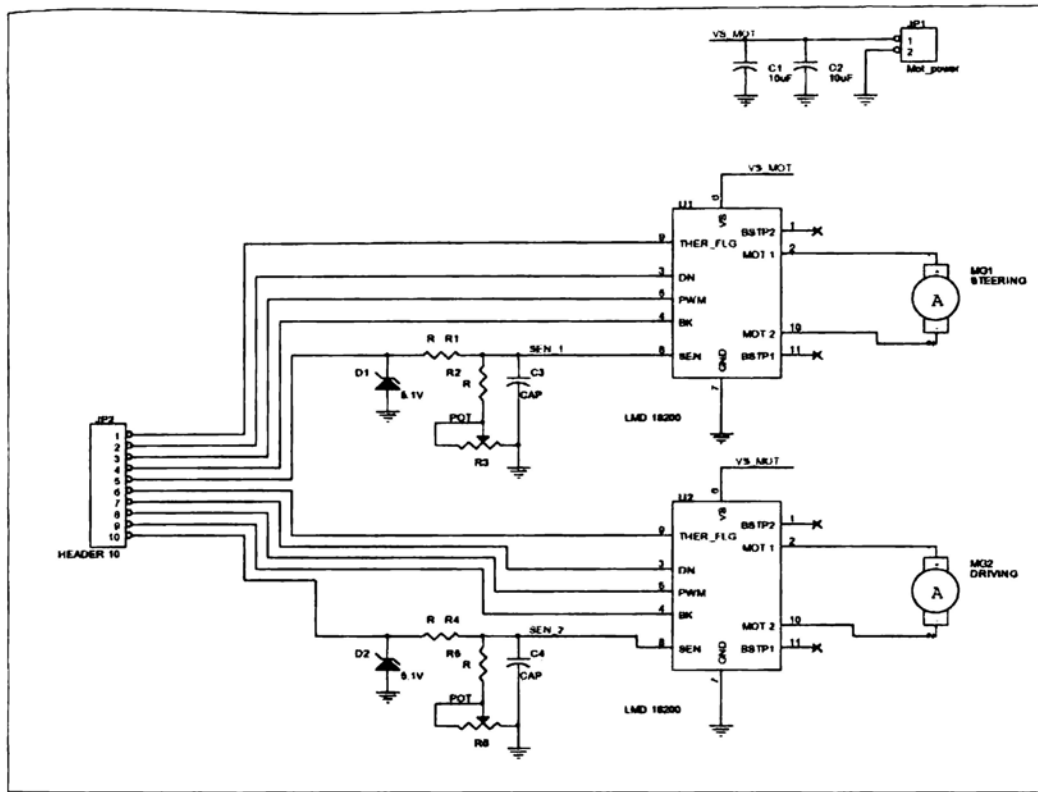 JP1
VS_MOT
1
2
C1
10uF
C2
10uF
Mot_power
VS_MOT
6
U1
VS
BSTP2 1
9 THER_FLG
MOT 1 2
3 DN
MO1
STEERING
A
5 PWM
4 BK
MOT 2 10
R R1
SEN_1
8 SEN
BSTP1 11
GND
7
D1
5.1V
R2
R
C3
CAP
POT
R3
LMD 18200
JP2
1
2
3
4
5
6
7
8
9
10
HEADER 10
VS_MOT
6
U2
VS
BSTP2 1
9 THER_FLG
MOT 1 2
3 DN
MO2
DRIVING
A
5 PWM
4 BK
MOT 2 10
R R4
SEN_2
8 SEN
BSTP1 11
GND
7
D2
5.1V
R5
R
C4
CAP
POT
R6
LMD 18200